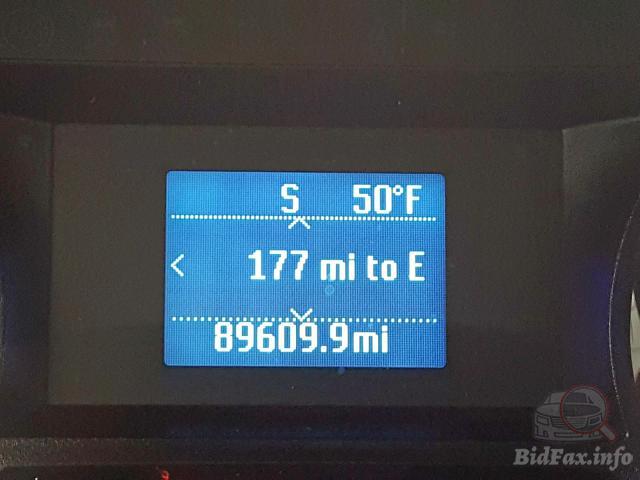 S 50°F
177 mi to E
89609.9mi
BidFax.info